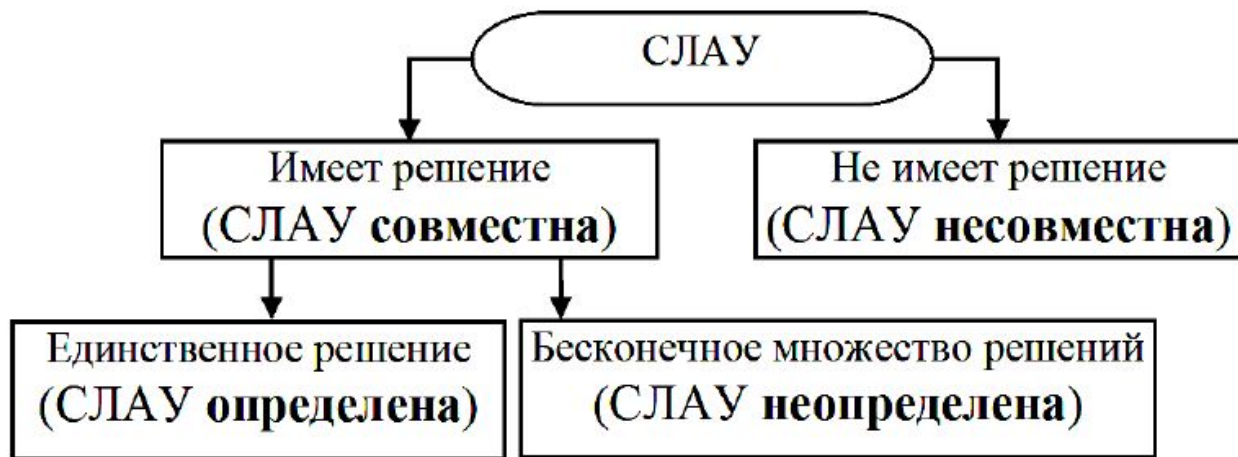 СЛАУ
Имеет решение
(СЛАУ совместна)
Не имеет решение
(СЛАУ несовместна)
Единственное решение
(СЛАУ определена)
Бесконечное множество решений
(СЛАУ неопределена)